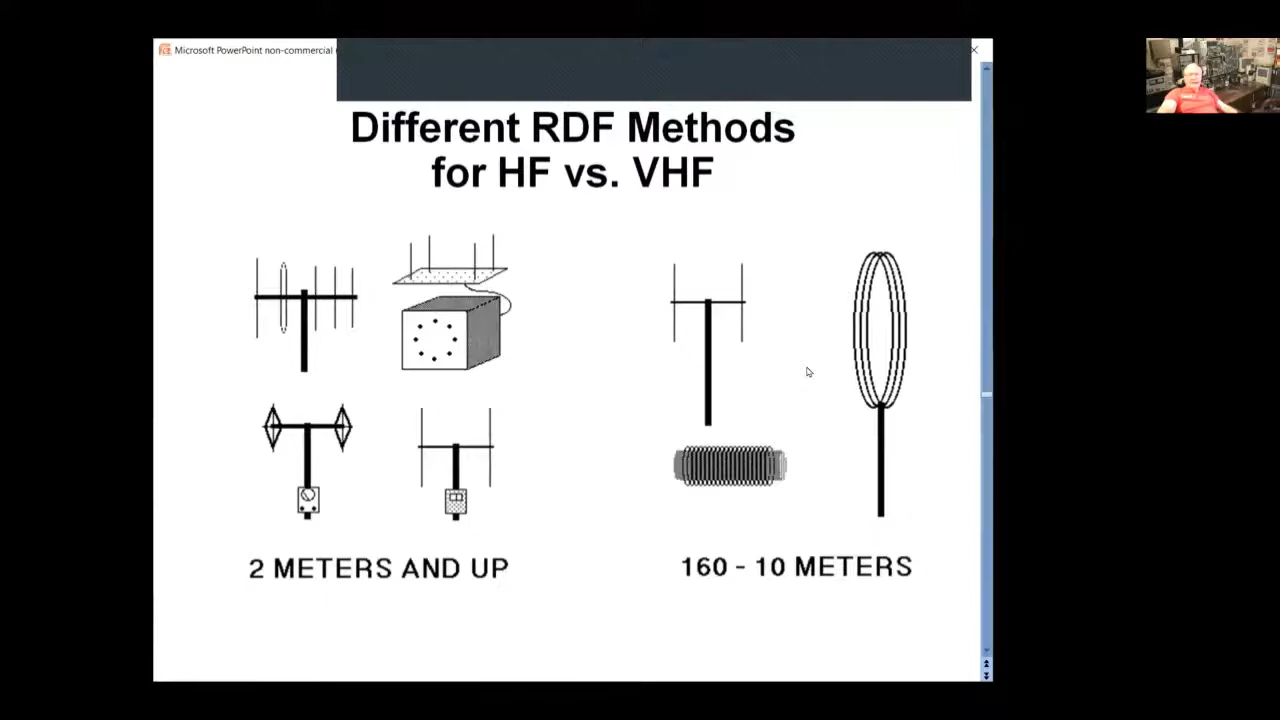 Microsoft PowerPoint non-commercial
Different RDF Methods
for HF vs. VHF
2 METERS AND UP
160 - 10 METERS